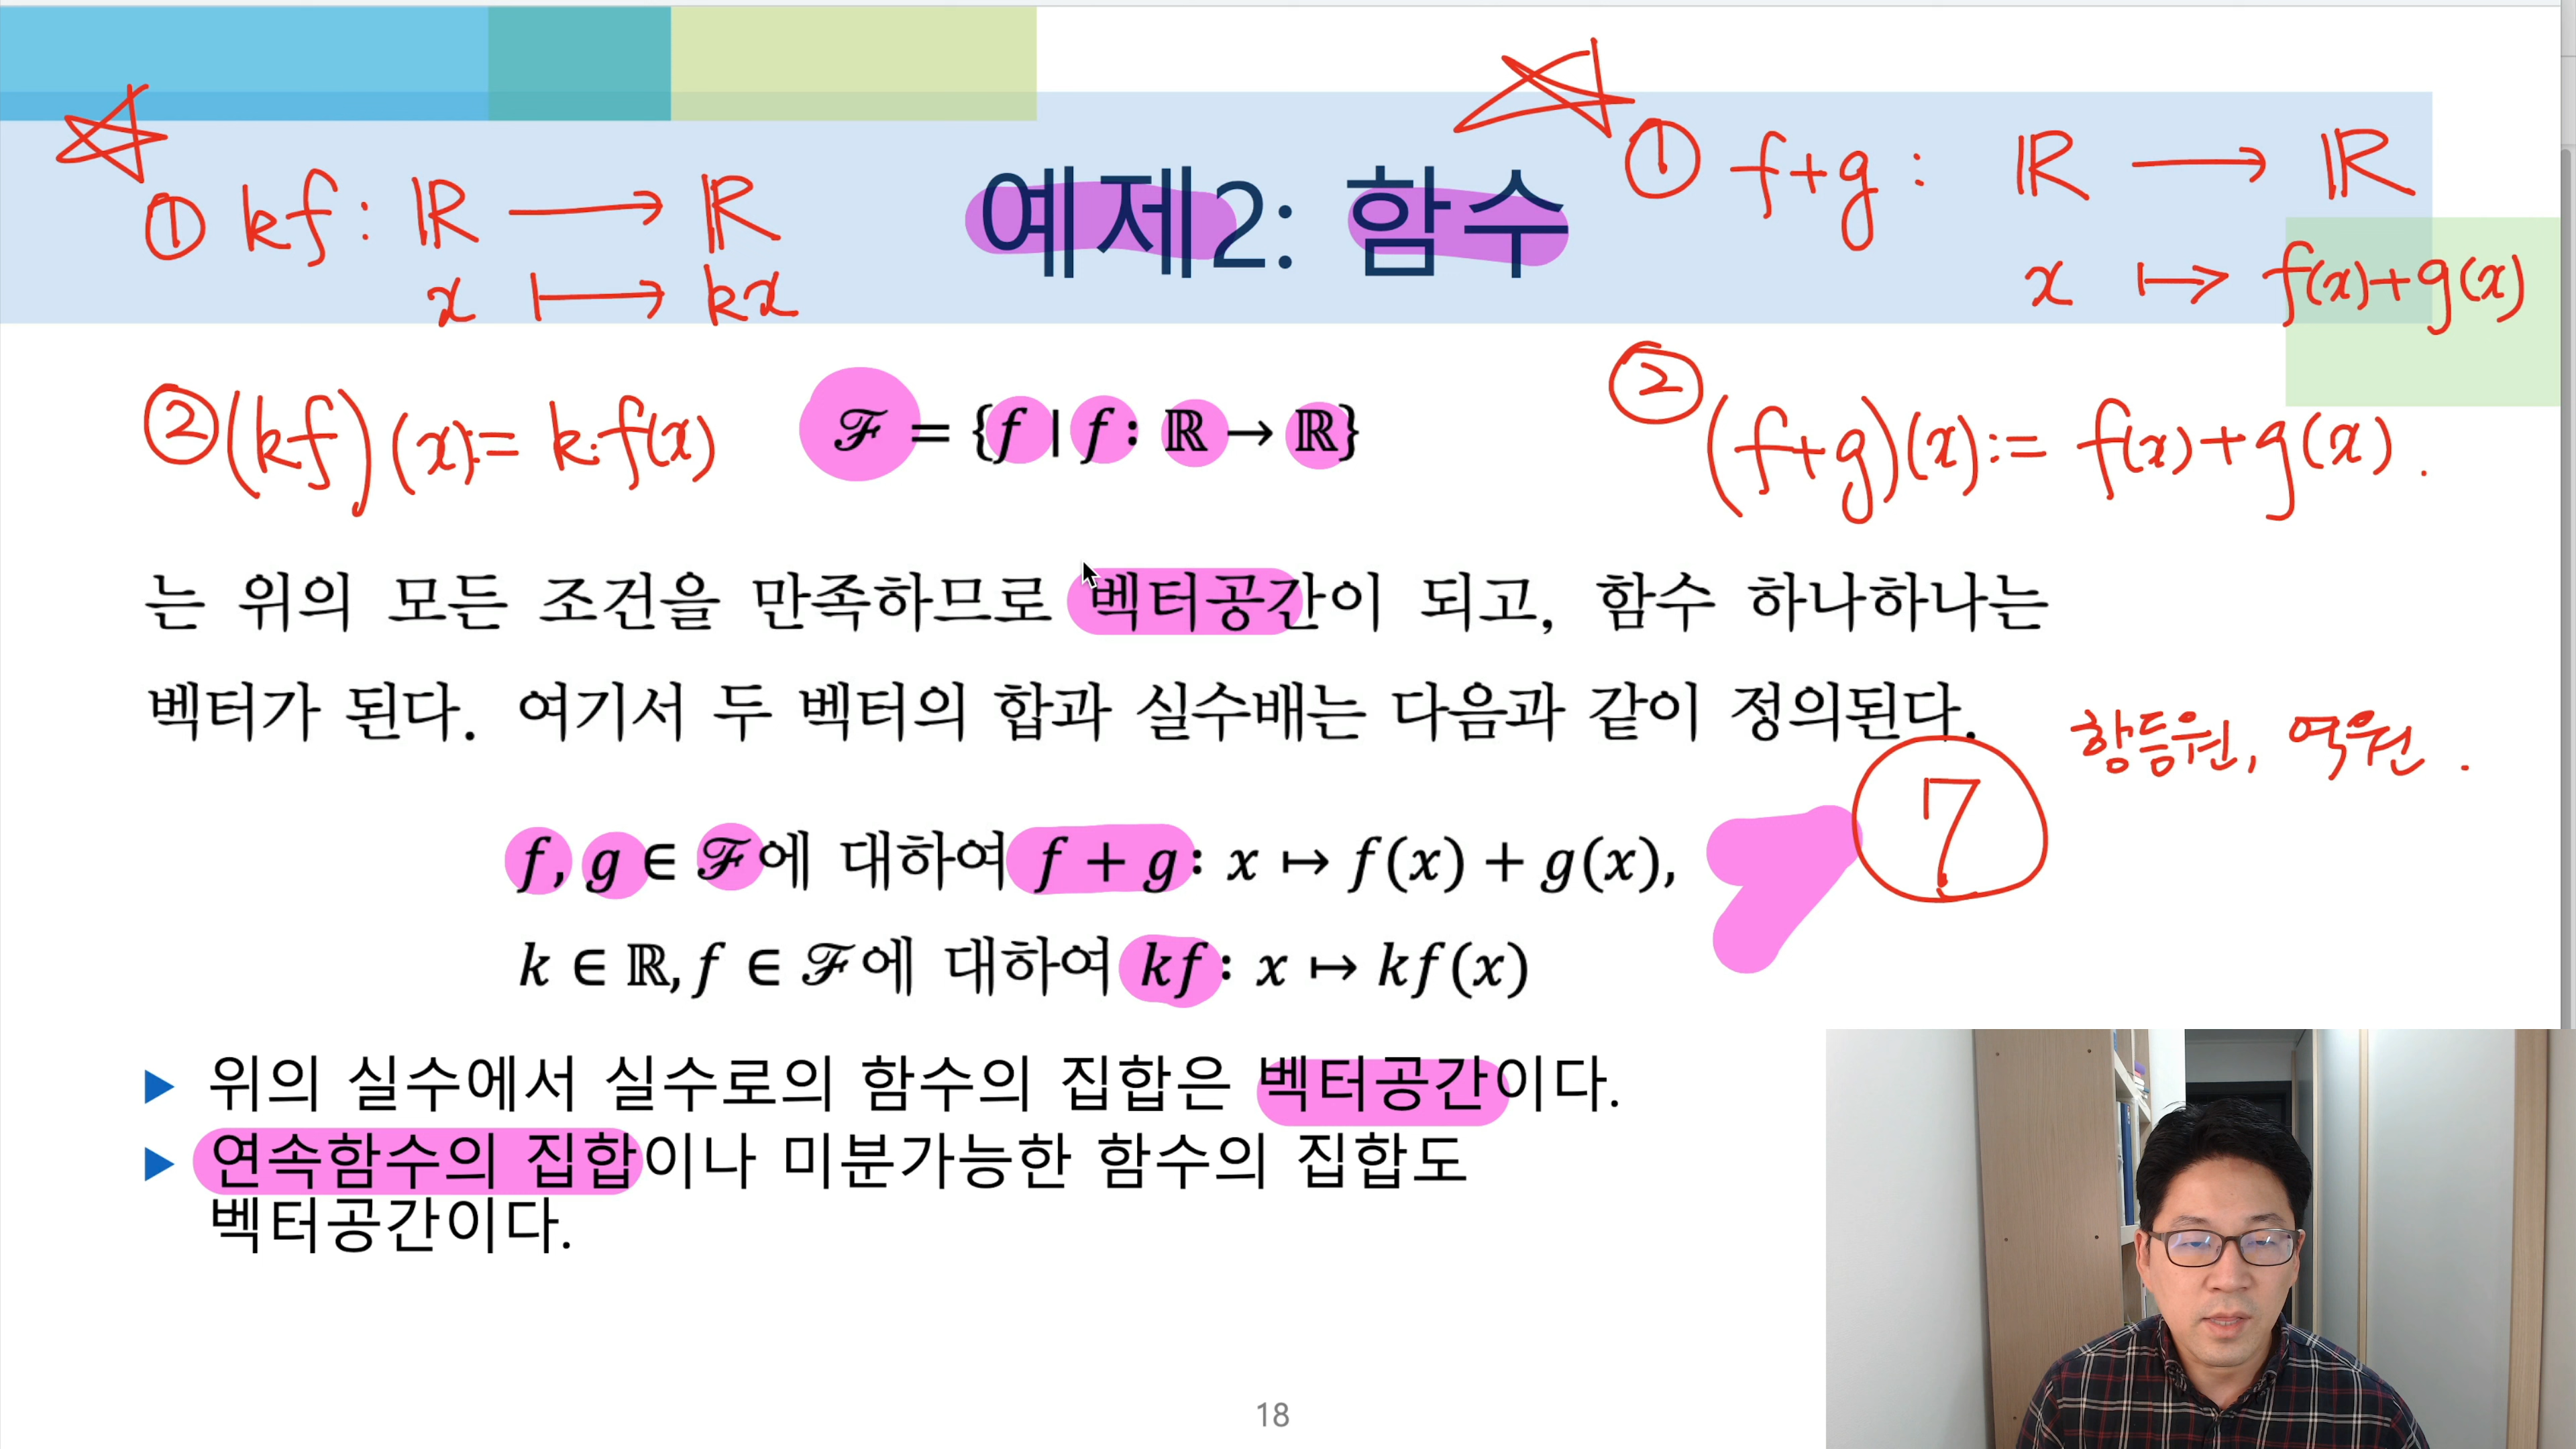 ① kf : ℝ ⟶ ℝ
x ⟼ kx
예제2: 함수
① f+g : ℝ ⟶ ℝ
x ⟼ f(x)+g(x)
② (kf)(x):= k·f(x)
ℱ = {f | f: ℝ → ℝ}
② (f+g)(x):= f(x)+g(x).
는 위의 모든 조건을 만족하므로 벡터공간이 되고, 함수 하나하나는
벡터가 된다. 여기서 두 벡터의 합과 실수배는 다음과 같이 정의된다.
항등원, 역원.
7
f, g ∈ ℱ에 대하여 f + g: x ↦ f(x) + g(x),
k ∈ ℝ, f ∈ ℱ에 대하여 kf: x ↦ kf(x)
▶ 위의 실수에서 실수로의 함수의 집합은 벡터공간이다.
▶ 연속함수의 집합이나 미분가능한 함수의 집합도
벡터공간이다.
18